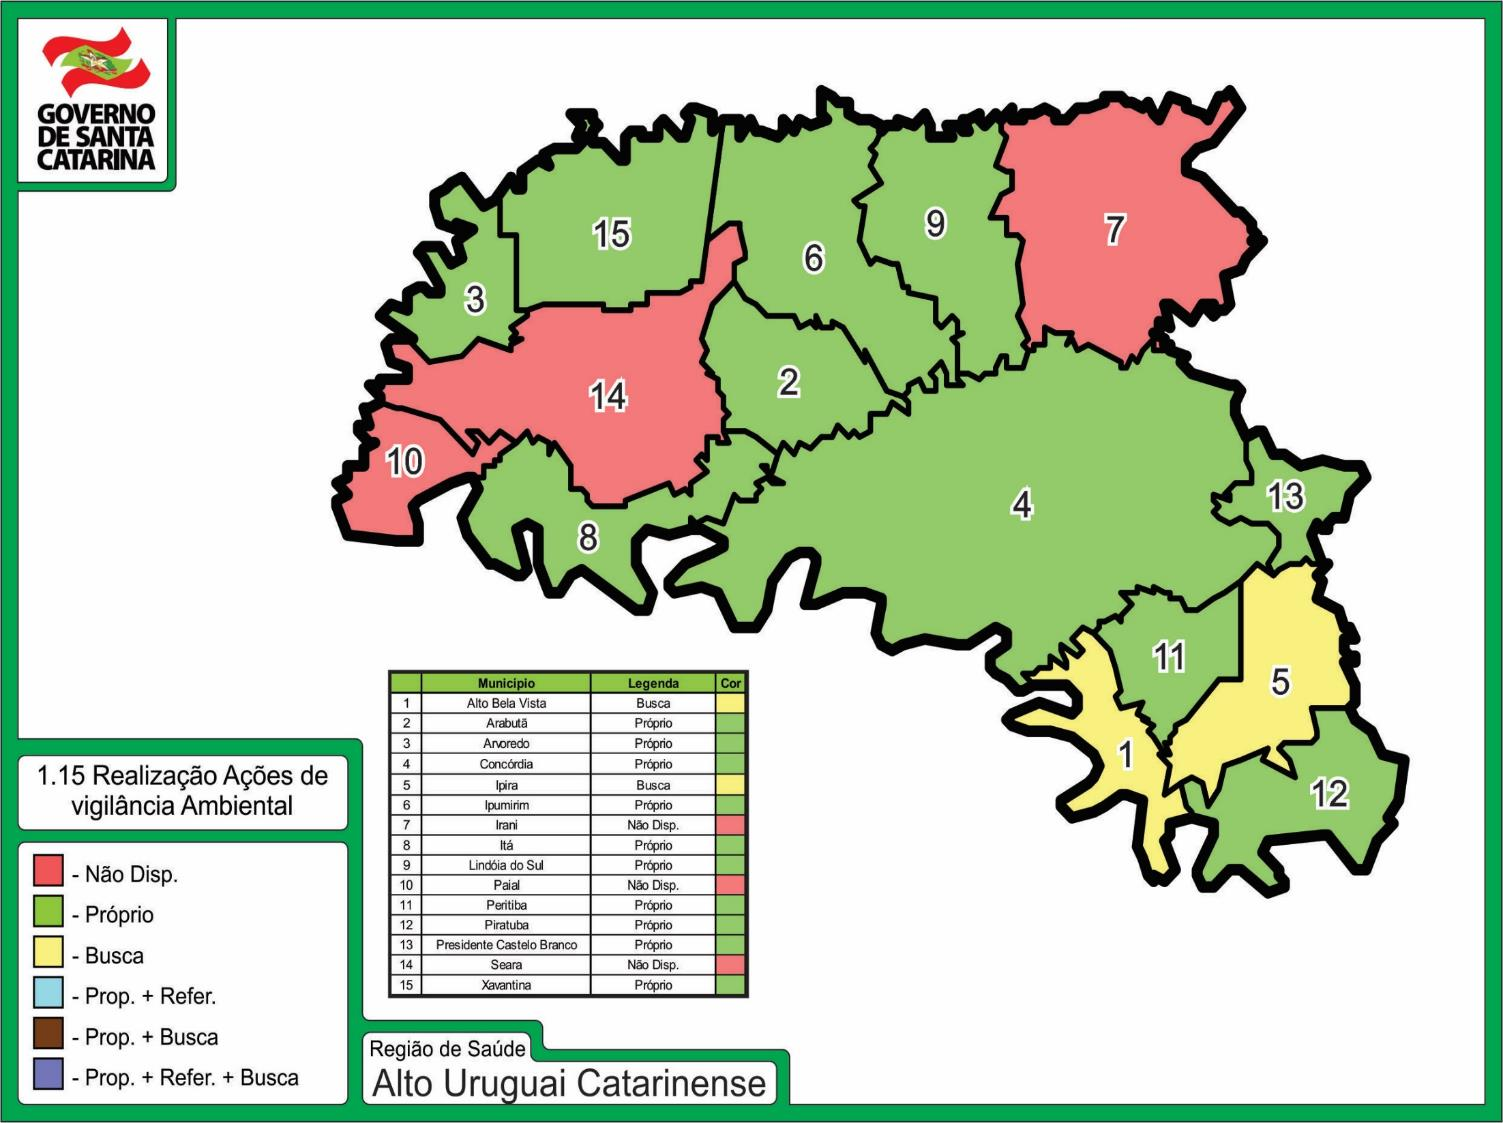 GOVERNO
DE SANTA
CATARINA
15
6
9
7
3
14
2
10
4
13
8
11
5
1
12
Municipio Legenda Cor
1 Alto Bela Vista Busca
2 Arabutã Próprio
3 Arvoredo Próprio
4 Concórdia Próprio
5 Ipira Busca
6 Ipumirim Próprio
7 Irani Não Disp.
8 Itá Próprio
9 Lindóia do Sul Próprio
10 Paial Não Disp.
11 Peritiba Próprio
12 Piratuba Próprio
13 Presidente Castelo Branco Próprio
14 Seara Não Disp.
15 Xavantina Próprio
1.15 Realização Ações de
vigilância Ambiental
- Não Disp.
- Próprio
- Busca
- Prop. + Refer.
- Prop. + Busca
- Prop. + Refer. + Busca
Região de Saúde
Alto Uruguai Catarinense